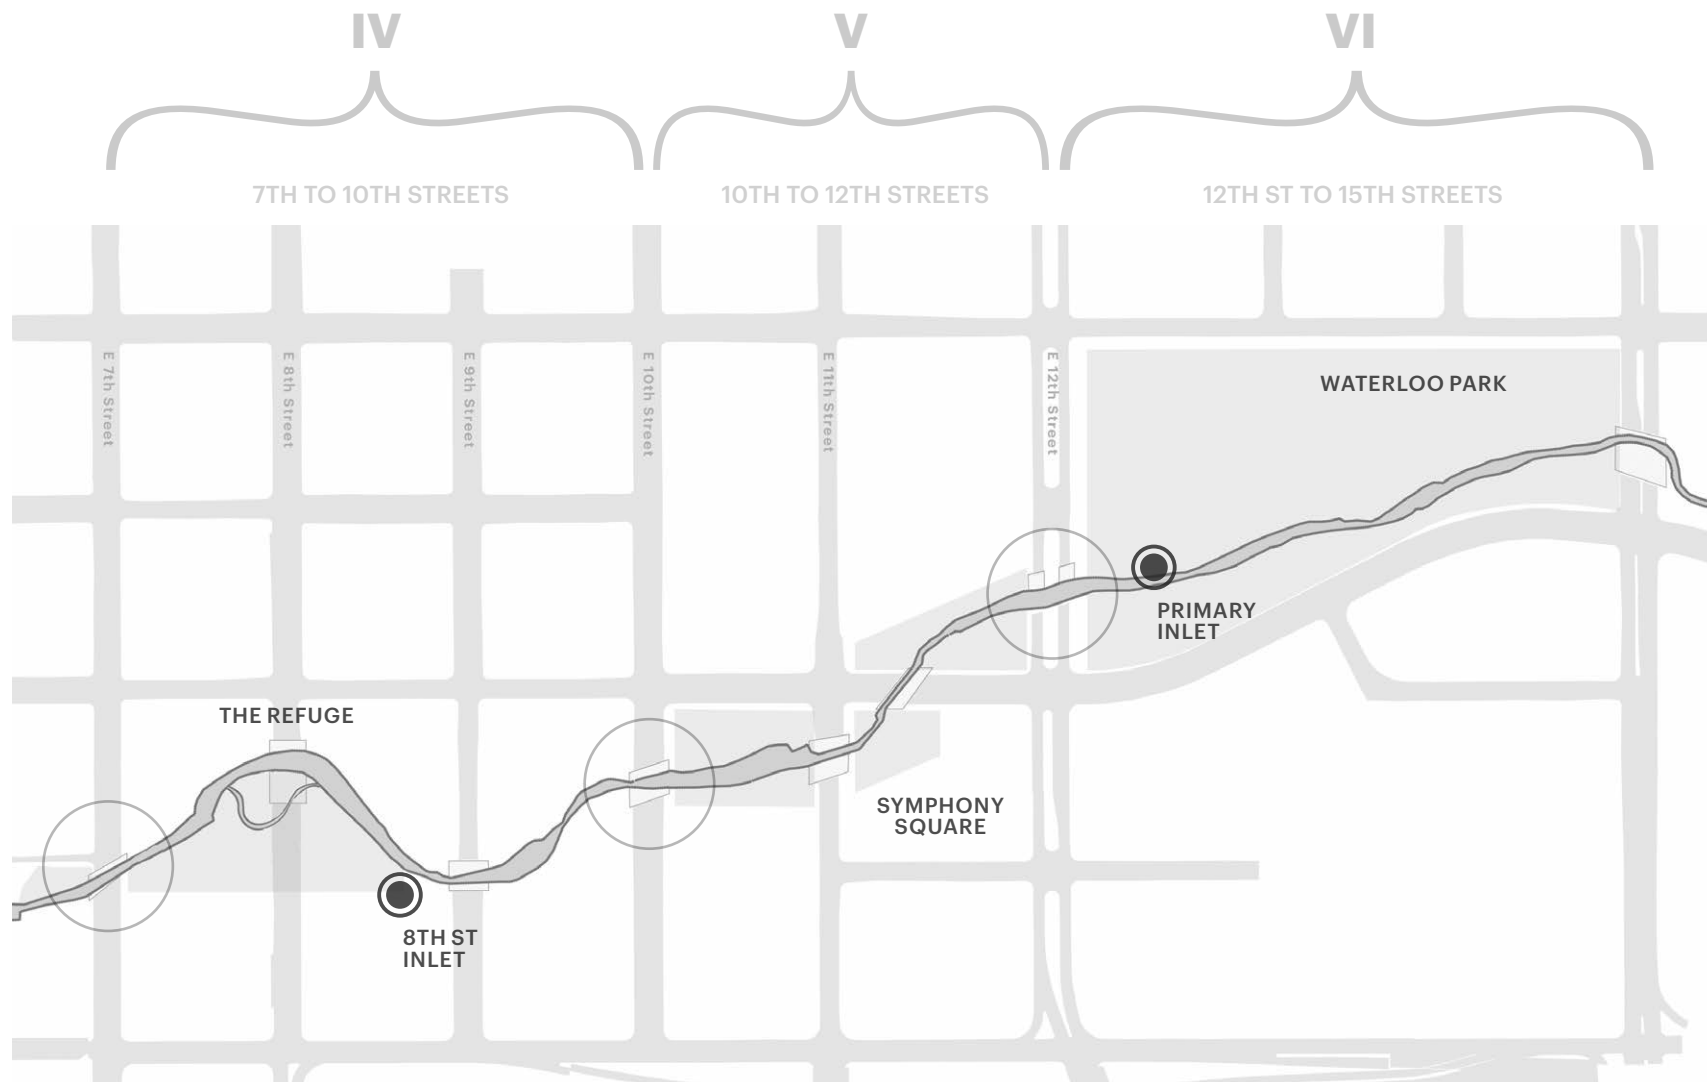 IV
V
VI
7TH TO 10TH STREETS
10TH TO 12TH STREETS
12TH ST TO 15TH STREETS
E 7th Street
E 8th Street
E 9th Street
E 10th Street
E 11th Street
E 12th Street
WATERLOO PARK
PRIMARY
INLET
THE REFUGE
SYMPHONY
SQUARE
8TH ST
INLET